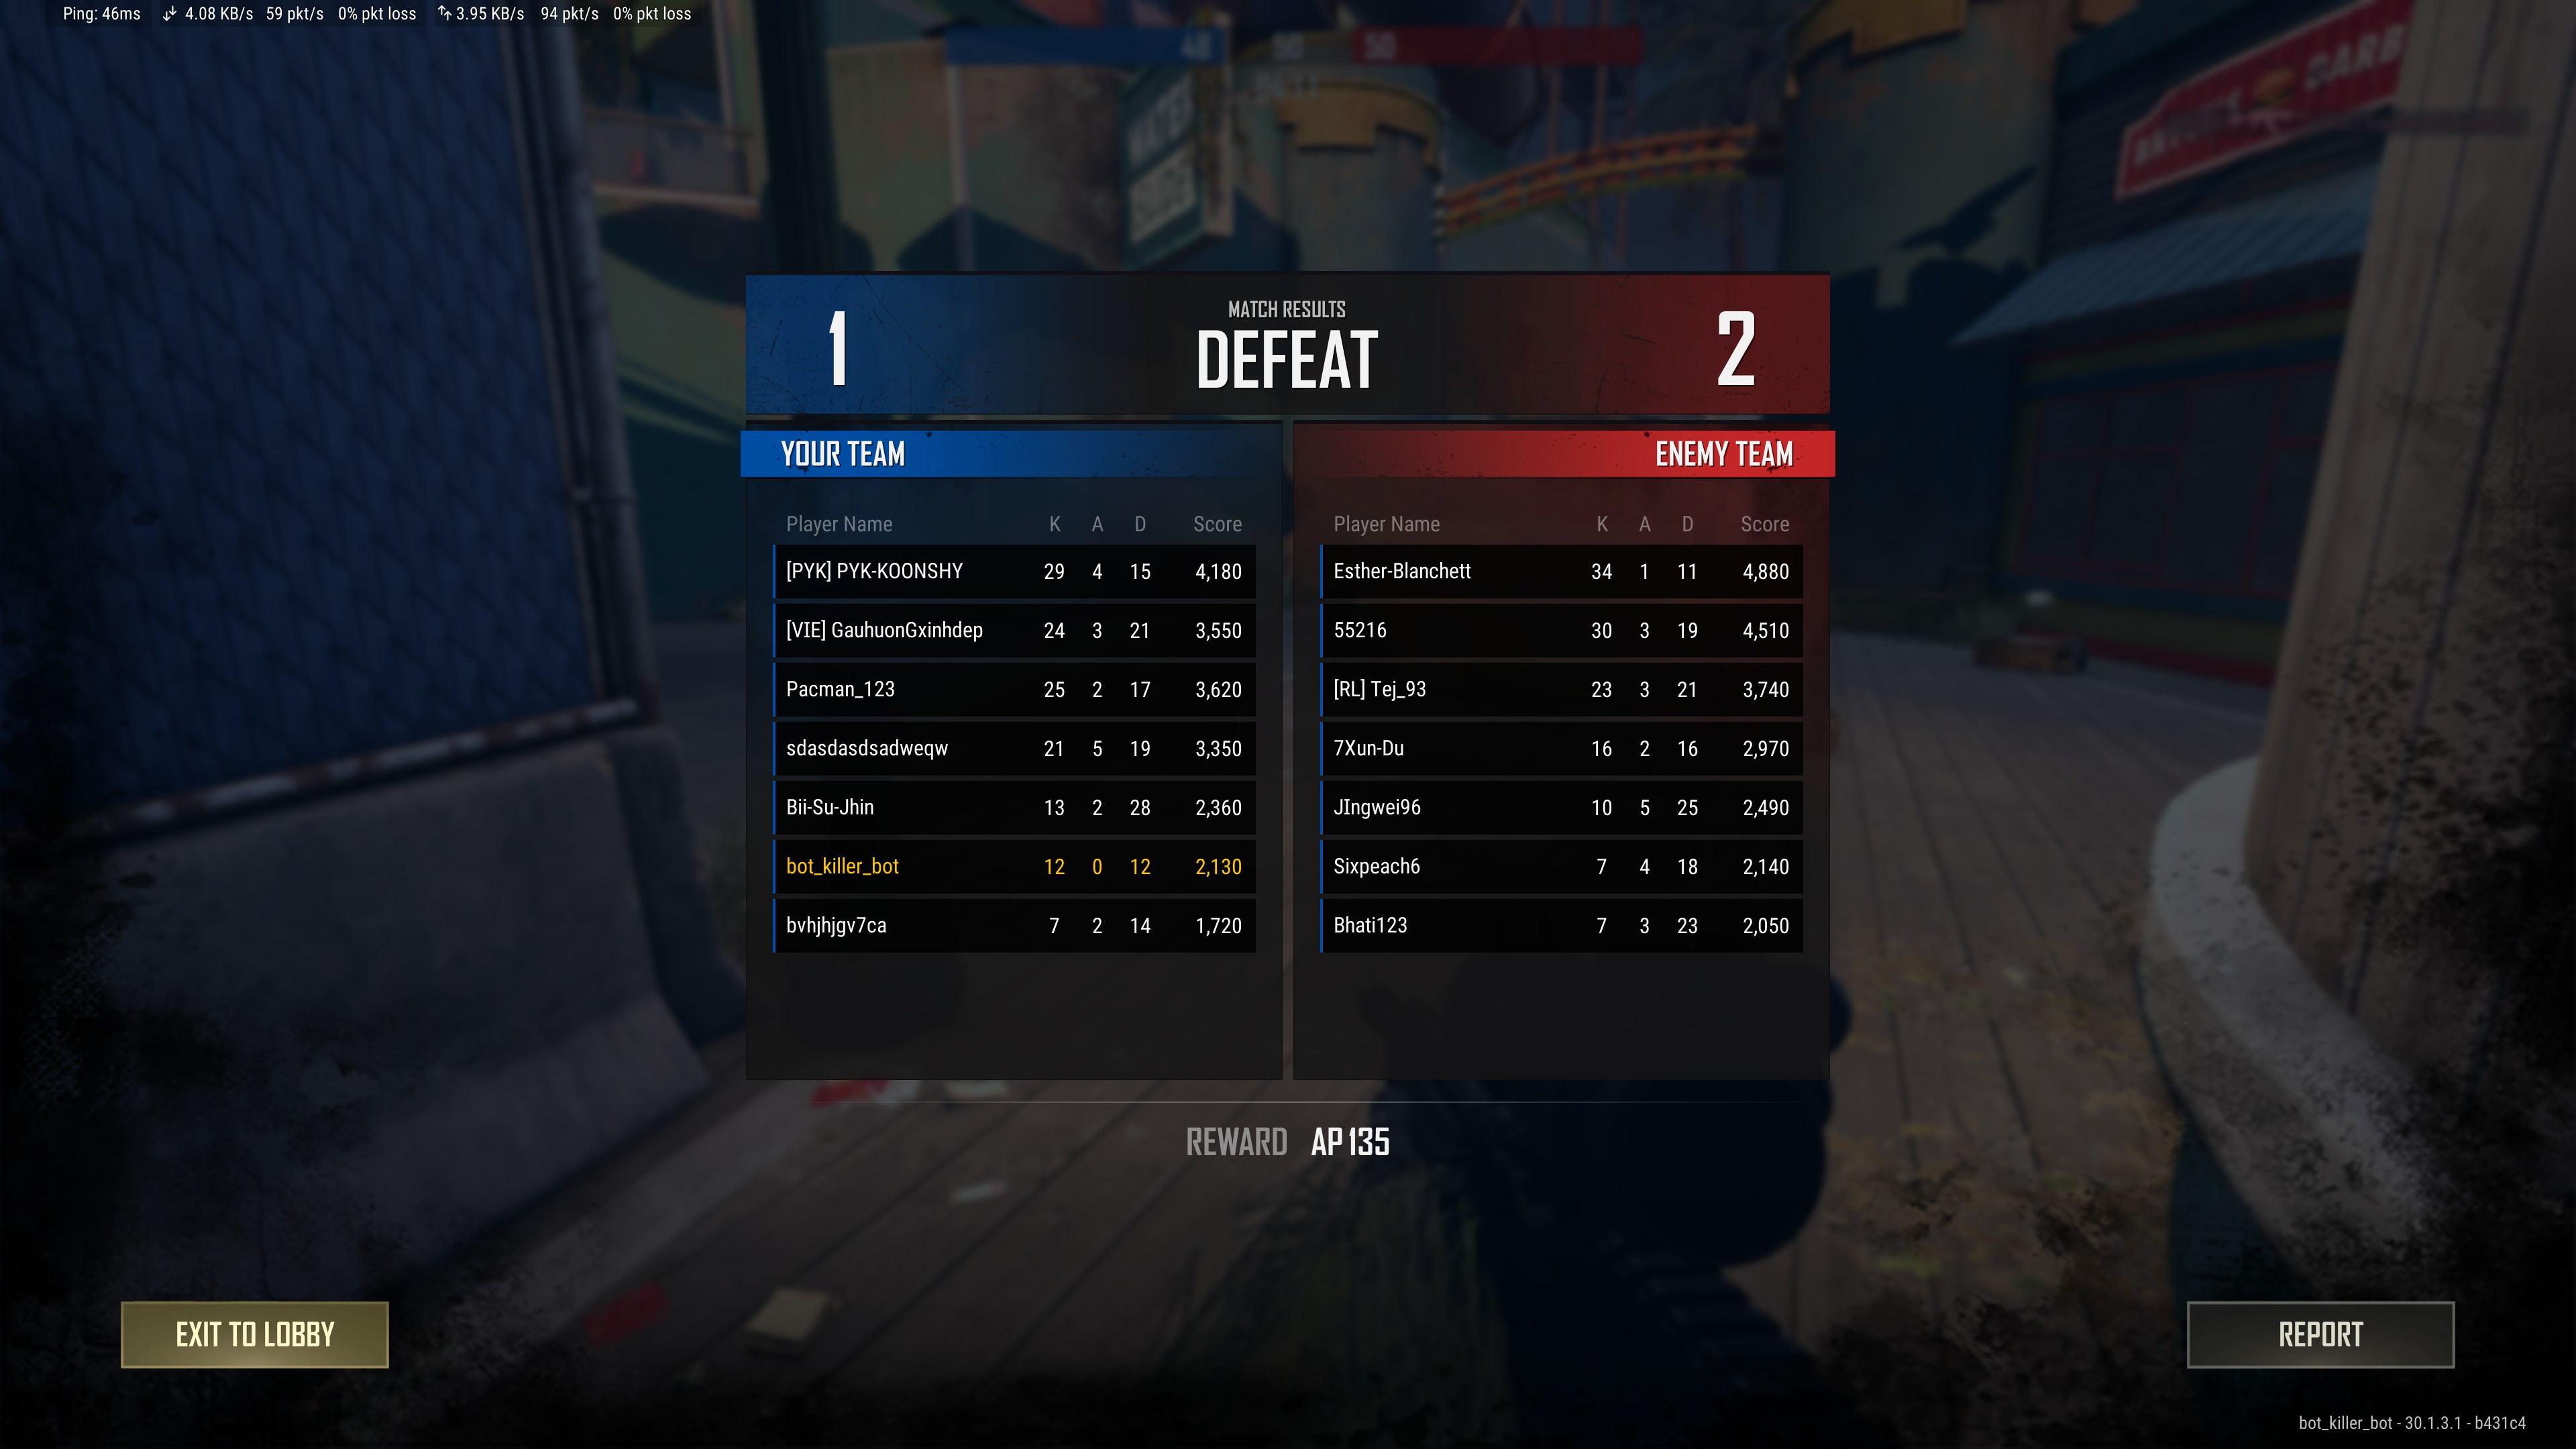 Ping: 46ms 4.08 KB/s 59 pkt/s 0% pkt loss 3.95 KB/s 94 pkt/s 0% pkt loss
48 50 50
MATCH RESULTS
1 DEFEAT 2
YOUR TEAM
Player Name K A D Score
[PYK] PYK-KOONSHY 29 4 15 4,180
[VIE] GauhuonGxinhdep 24 3 21 3,550
Pacman_123 25 2 17 3,620
sdasdasdsadweqw 21 5 19 3,350
Bii-Su-Jhin 13 2 28 2,360
bot_killer_bot 12 0 12 2,130
bvhjhjgv7ca 7 2 14 1,720
ENEMY TEAM
Player Name K A D Score
Esther-Blanchett 34 1 11 4,880
55216 30 3 19 4,510
[RL] Tej_93 23 3 21 3,740
7Xun-Du 16 2 16 2,970
JIngwei96 10 5 25 2,490
Sixpeach6 7 4 18 2,140
Bhati123 7 3 23 2,050
REWARD AP 135
EXIT TO LOBBY
REPORT
bot_killer_bot - 30.1.3.1 - b431c4